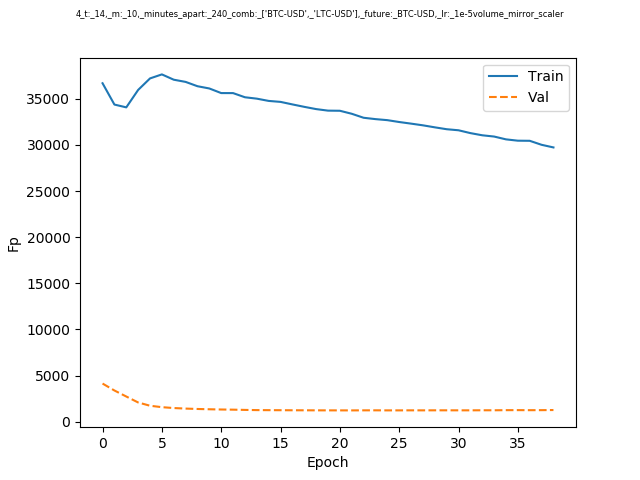 4_t:_14,_m:_10,_minutes_apart:_240_comb:_['BTC-USD',_'LTC-USD'],_future:_BTC-USD,_lr:_1e-5volume_mirror_scaler
Train
Val
35000
30000
25000
20000
15000
10000
5000
0
Fp
0 5 10 15 20 25 30 35
Epoch